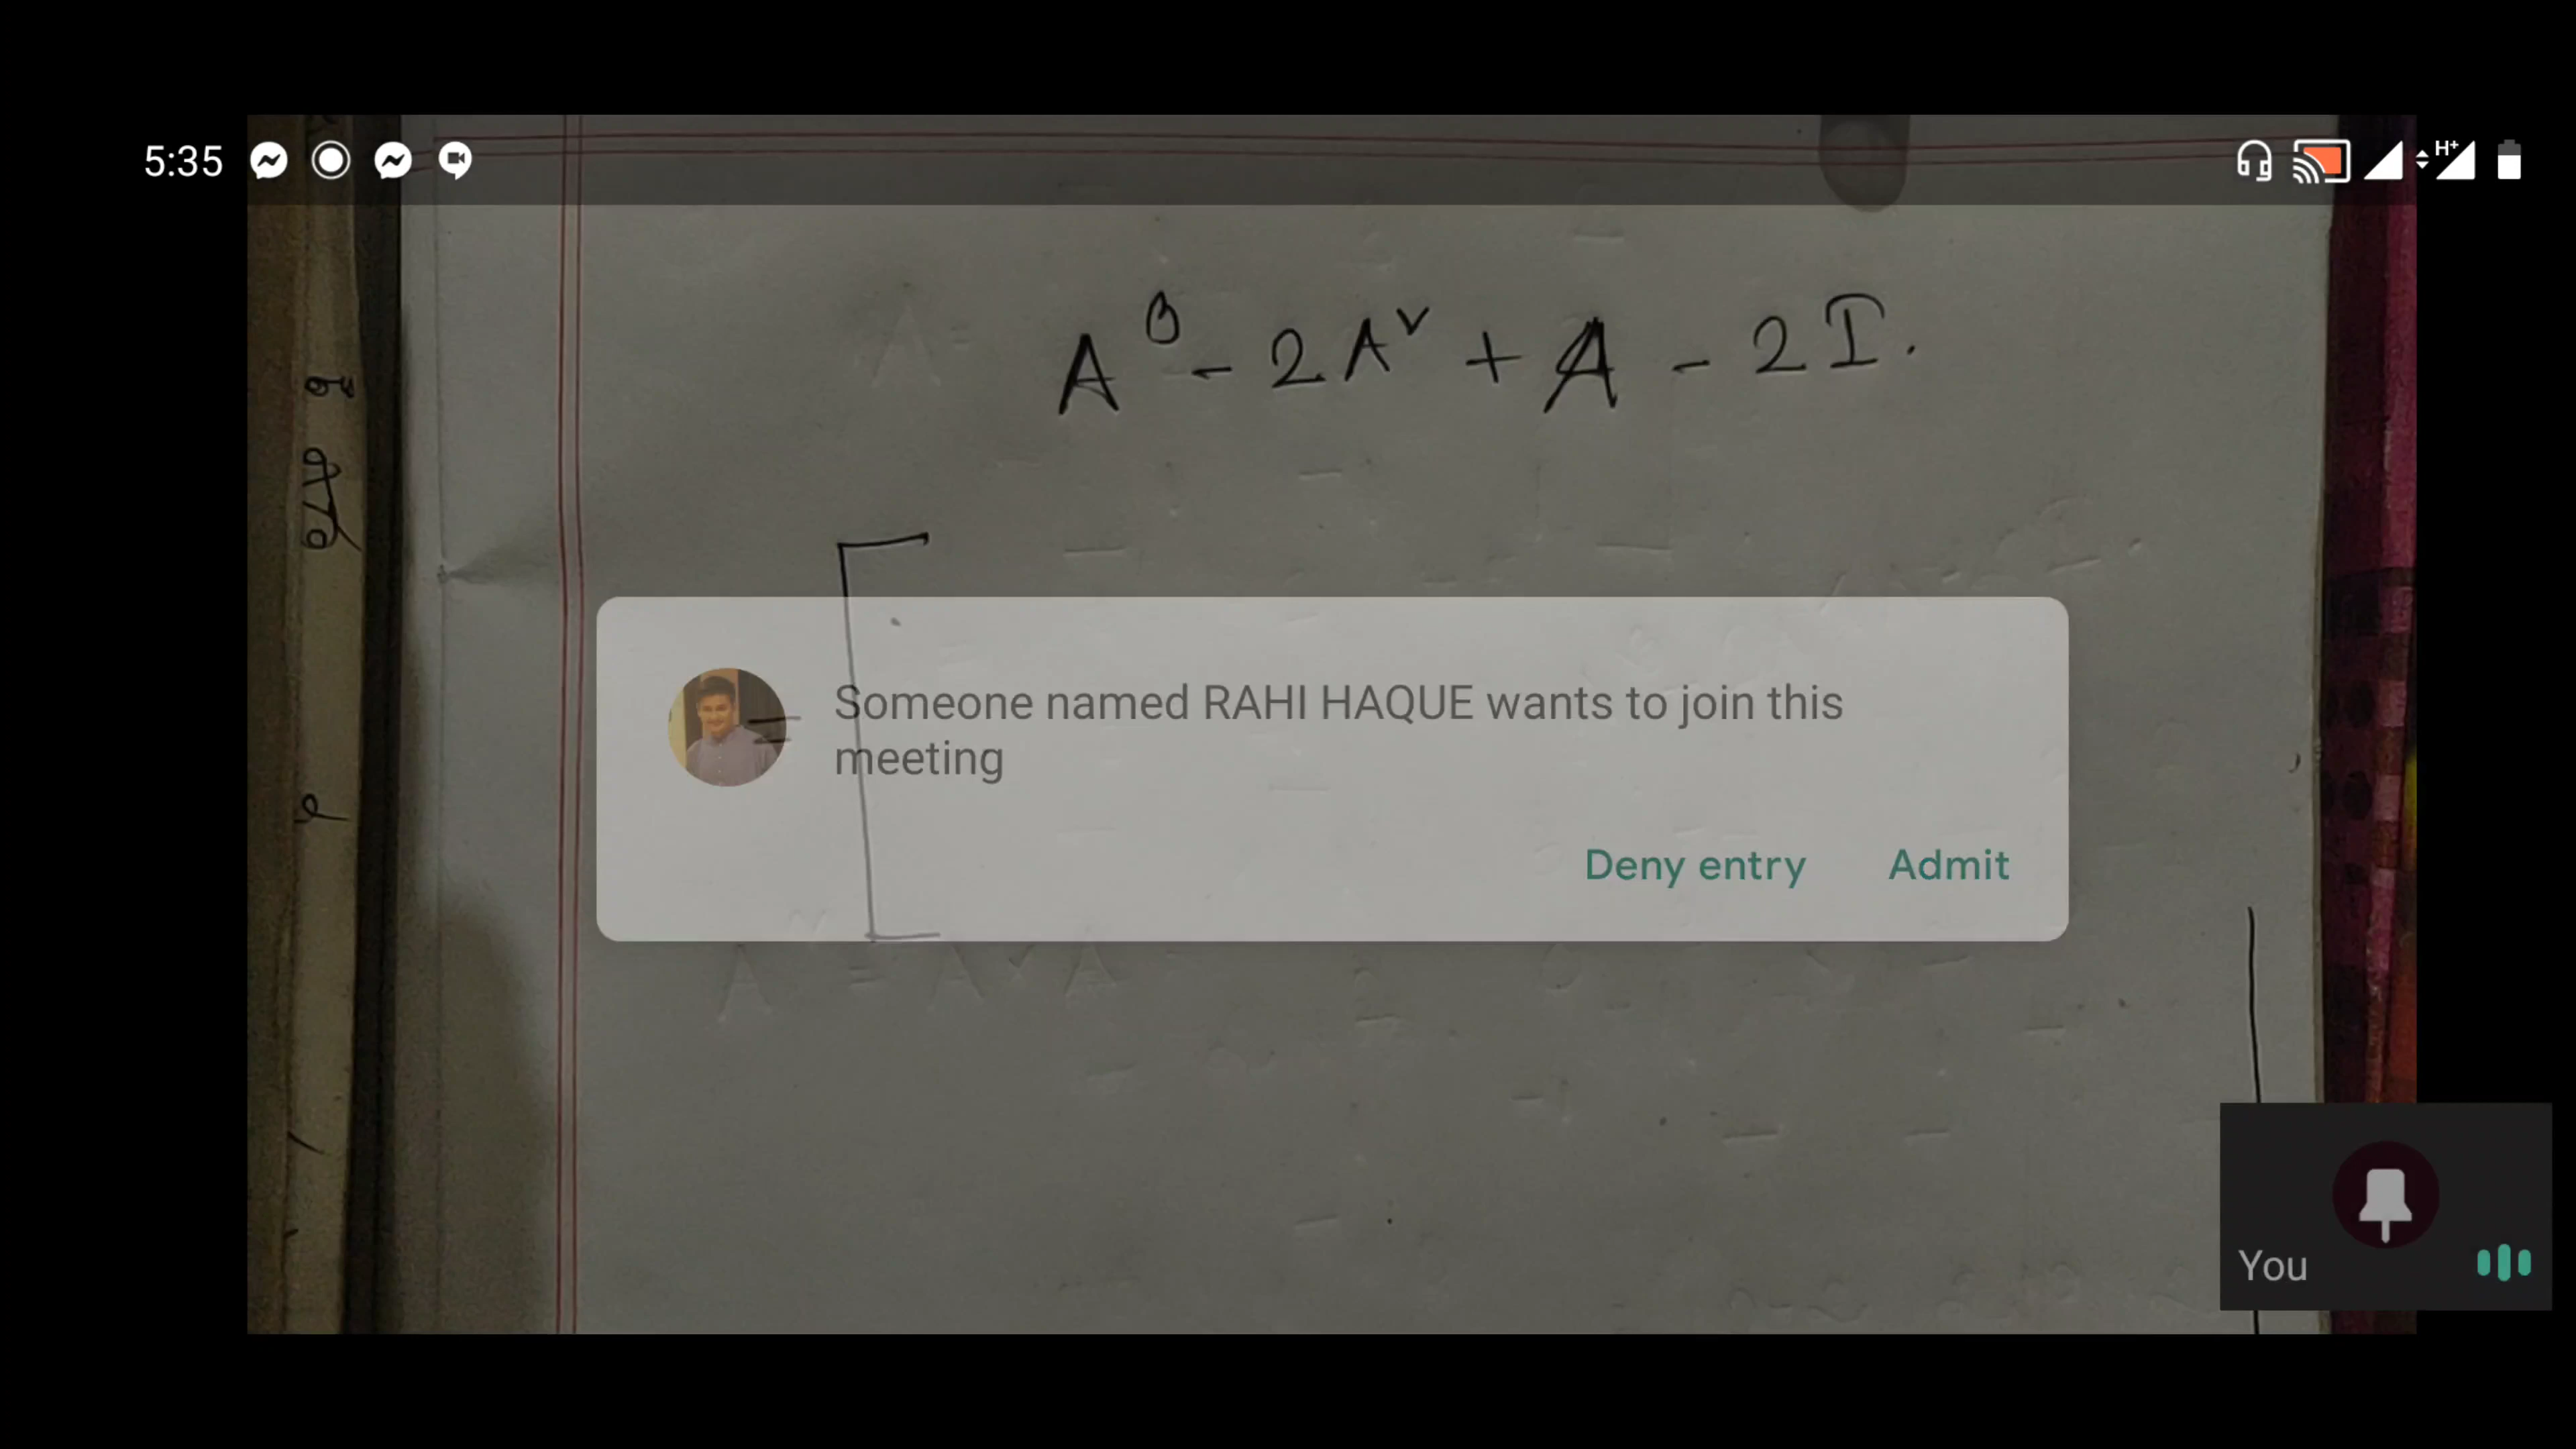 5:35 H+
A³ - 2A² + A - 2I.
[
=
Someone named RAHI HAQUE wants to join this
meeting
Deny entry Admit
You